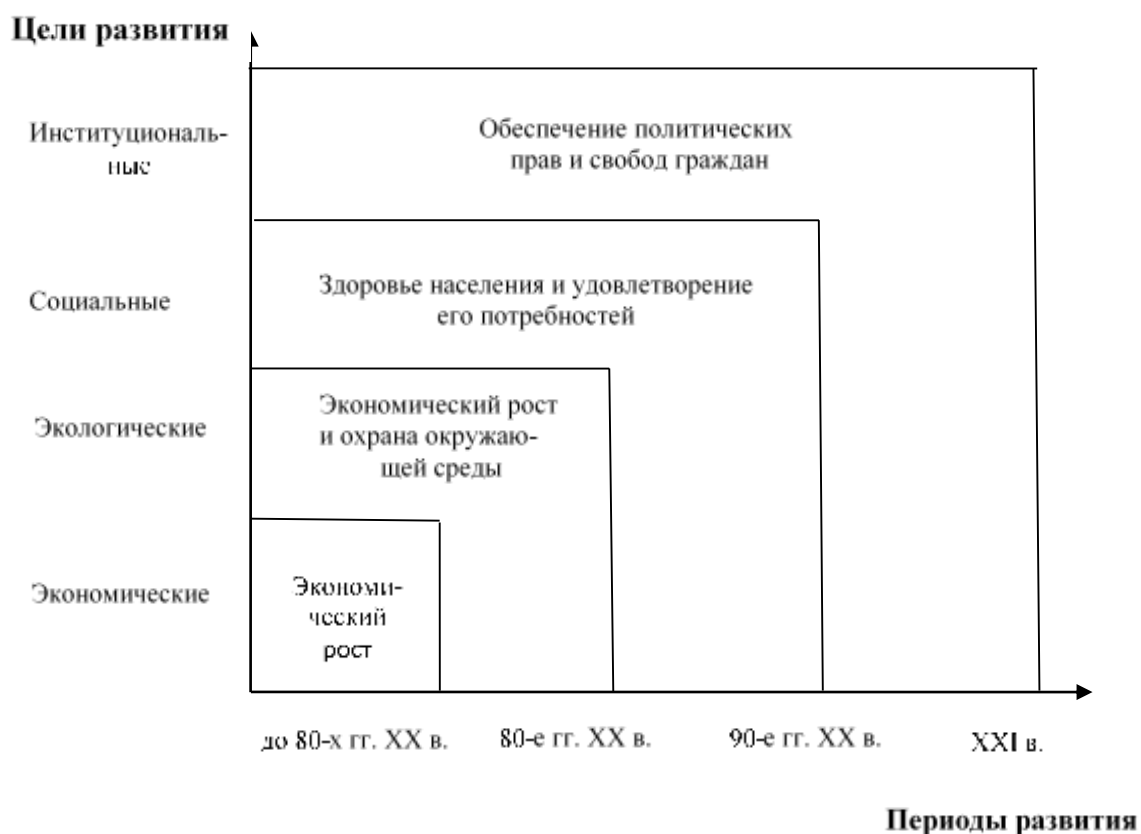 Цели развития
Институциональ-
ные
Обеспечение политических
прав и свобод граждан
Социальные
Здоровье населения и удовлетворение
его потребностей
Экологические
Экономический рост
и охрана окружаю-
щей среды
Экономические
Экономи-
ческий
рост
до 80-х гг. XX в.
80-е гг. XX в.
90-е гг. XX в.
XXI в.
Периоды развития